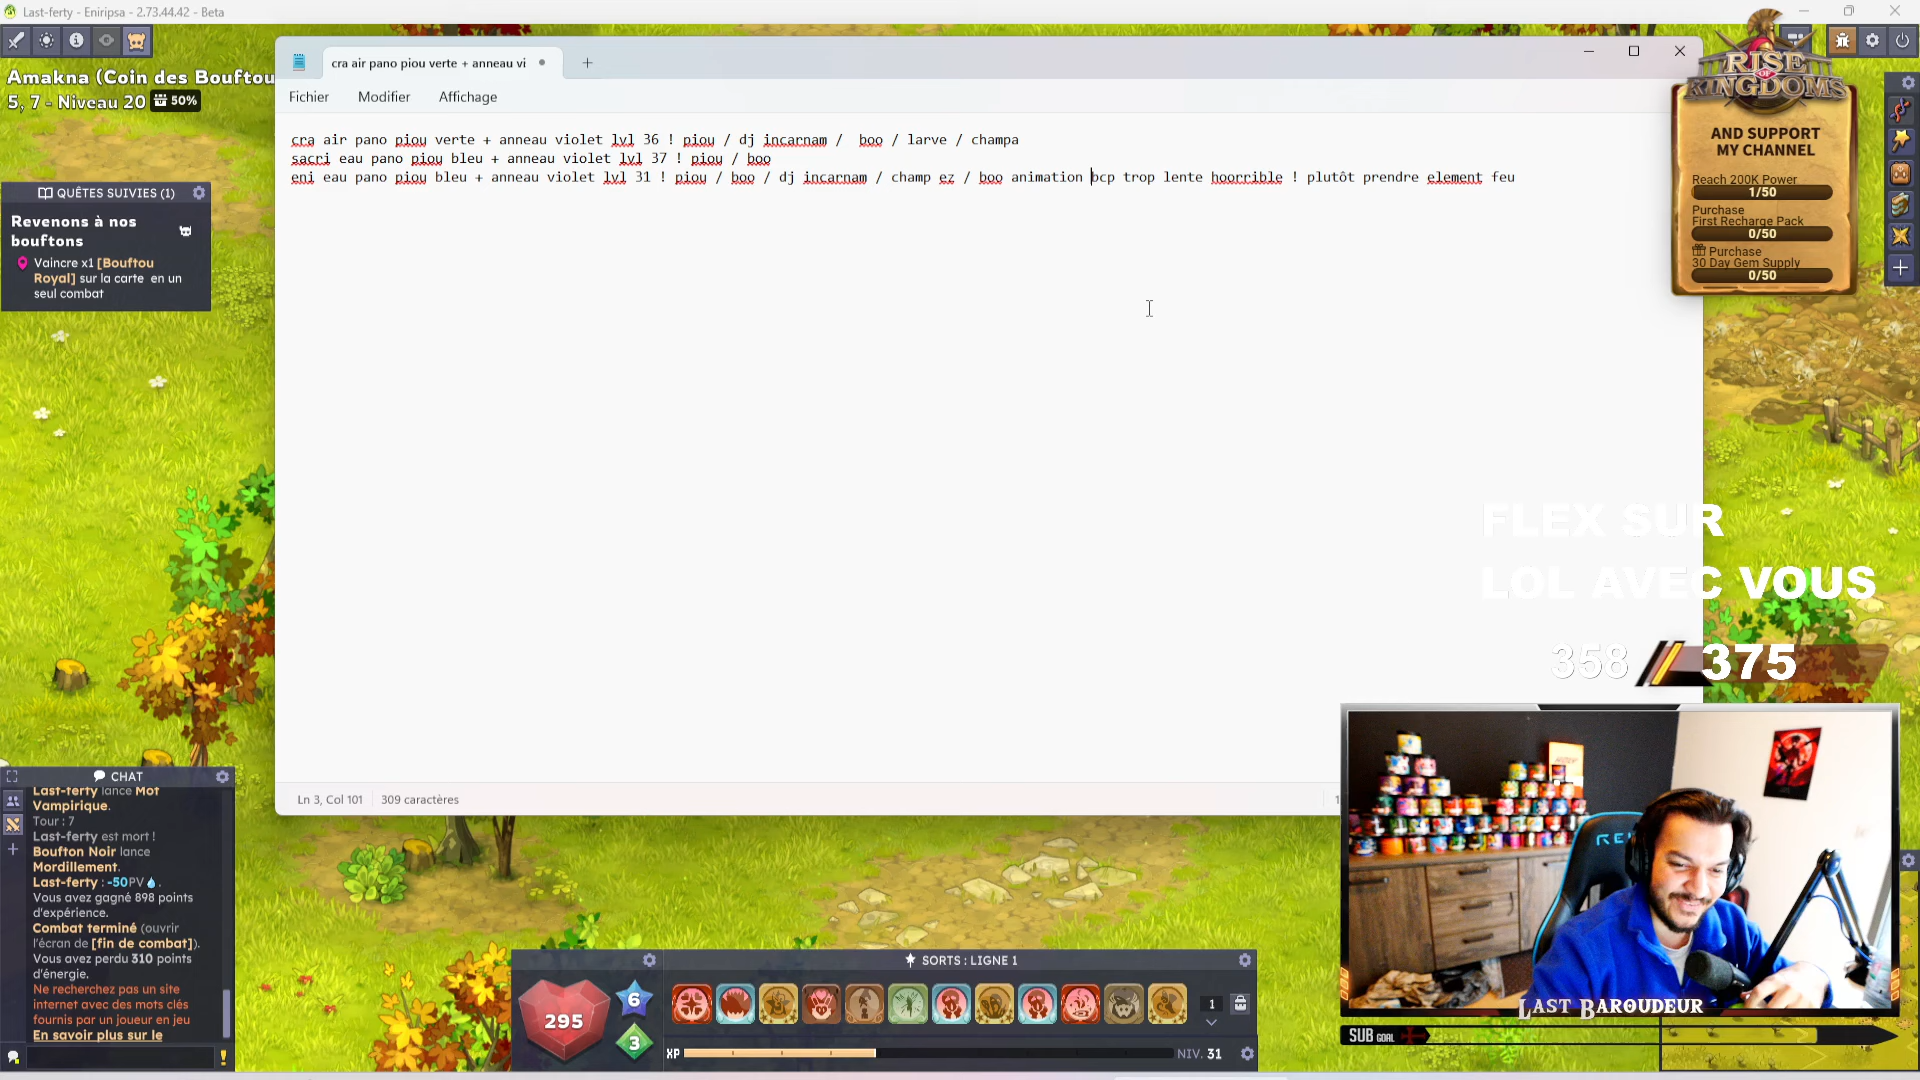 Last-ferty - Eniripsa - 2.73.44.42 - Beta
Amakna (Coin des Bouftou
5, 7 - Niveau 20 50%
QUÊTES SUIVIES (1)
Revenons à nos
bouftons
Vaincre x1 [Bouftou
Royal] sur la carte en un
seul combat
cra air pano piou verte + anneau vi
Fichier Modifier Affichage
cra air pano piou verte + anneau violet lvl 36 ! piou / dj incarnam /  boo / larve / champa
sacri eau pano piou bleu + anneau violet lvl 37 ! piou / boo
eni eau pano piou bleu + anneau violet lvl 31 ! piou / boo / dj incarnam / champ ez / boo animation bcp trop lente hoorrible ! plutôt prendre element feu
Ln 3, Col 101 309 caractères
RISE
OF
KINGDOMS
AND SUPPORT
MY CHANNEL
Reach 200K Power
1/50
Purchase
First Recharge Pack
0/50
Purchase
30 Day Gem Supply
0/50
FLEX SUR
LOL AVEC VOUS
358 375
CHAT
Last-ferty lance Mot
Vampirique.
Tour : 7
Last-ferty est mort !
Boufton Noir lance
Mordillement.
Last-ferty : -50PV.
Vous avez gagné 898 points
d'expérience.
Combat terminé (ouvrir
l'écran de [fin de combat]).
Vous avez perdu 310 points
d'énergie.
Ne recherchez pas un site
internet avec des mots clés
fournis par un joueur en jeu
En savoir plus sur le
SORTS : LIGNE 1
295
6
3
1
XP
NIV. 31
LAST BAROUDEUR
SUB GOAL